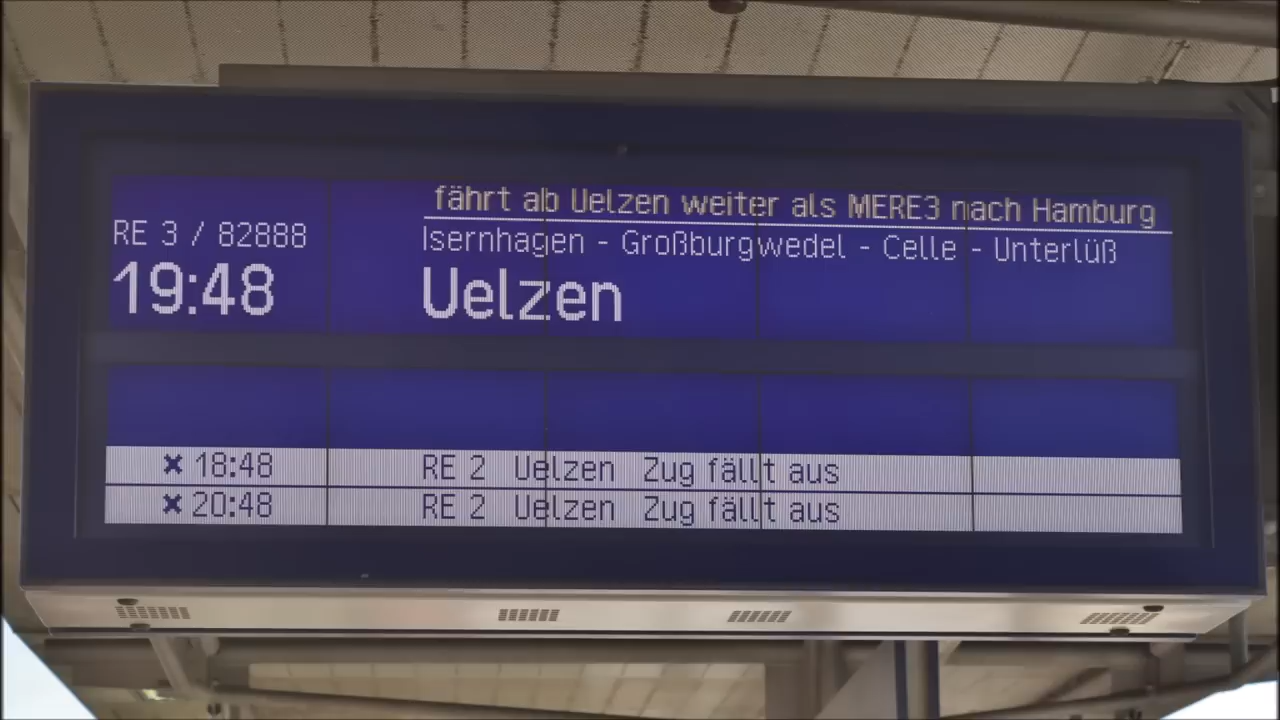 fährt ab Uelzen weiter als MERE3 nach Hamburg
RE 3 / 82888
Isernhagen - Großburgwedel - Celle - Unterlüß
19:48
Uelzen
✖ 18:48 RE 2 Uelzen Zug fällt aus
✖ 20:48 RE 2 Uelzen Zug fällt aus